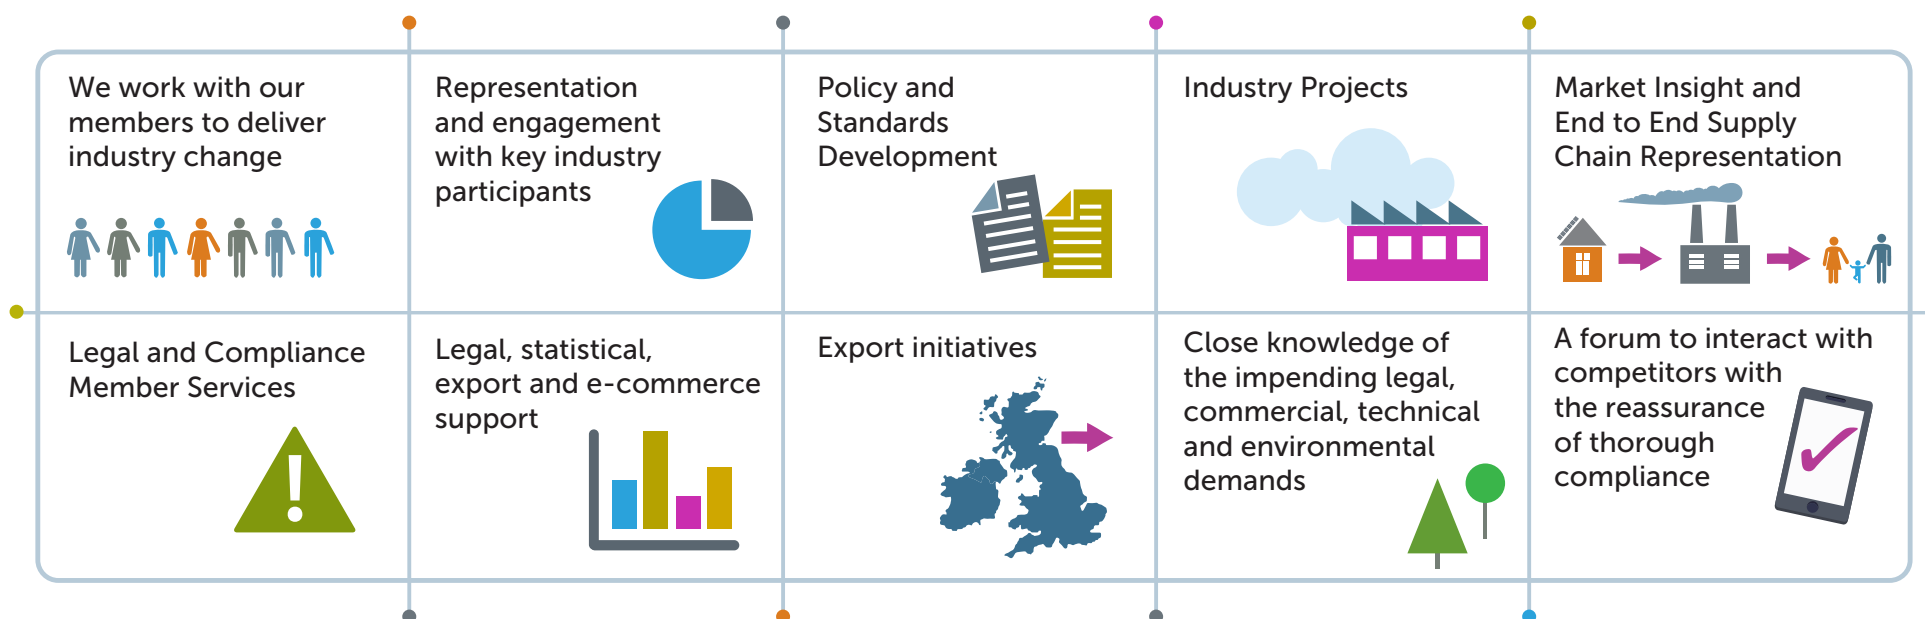 We work with our
members to deliver
industry change
Representation
and engagement
with key industry
participants
Policy and
Standards
Development
Industry Projects
Market Insight and
End to End Supply
Chain Representation
Legal and Compliance
Member Services
Legal, statistical,
export and e-commerce
support
Export initiatives
Close knowledge of
the impending legal,
commercial, technical
and environmental
demands
A forum to interact with
competitors with
the reassurance
of thorough
compliance